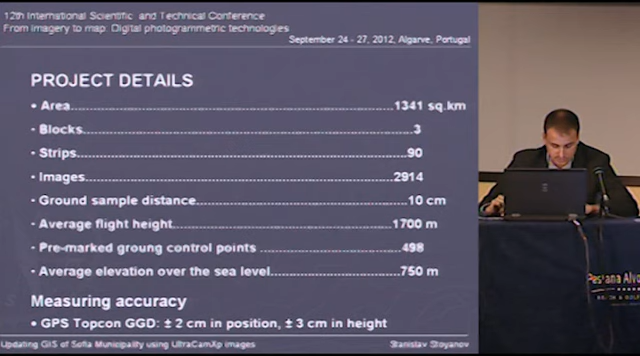 12th International Scientific and Technical Conference
From imagery to map: Digital photogrammetric technologies
September 24 - 27, 2012, Algarve, Portugal
PROJECT DETAILS
• Area......1341 sq.km
- Blocks......3
- Strips......90
- Images......2914
- Ground sample distance......10 cm
- Average flight height......1700 m
- Pre-marked groung control points ......498
- Average elevation over the sea level......750 m
Measuring accuracy
• GPS Topcon GGD: ± 2 cm in position, ± 3 cm in height
Updating GIS of Sofia Municipality using UltraCamXp images
Stanislav Stoyanov
Pestana Alvo